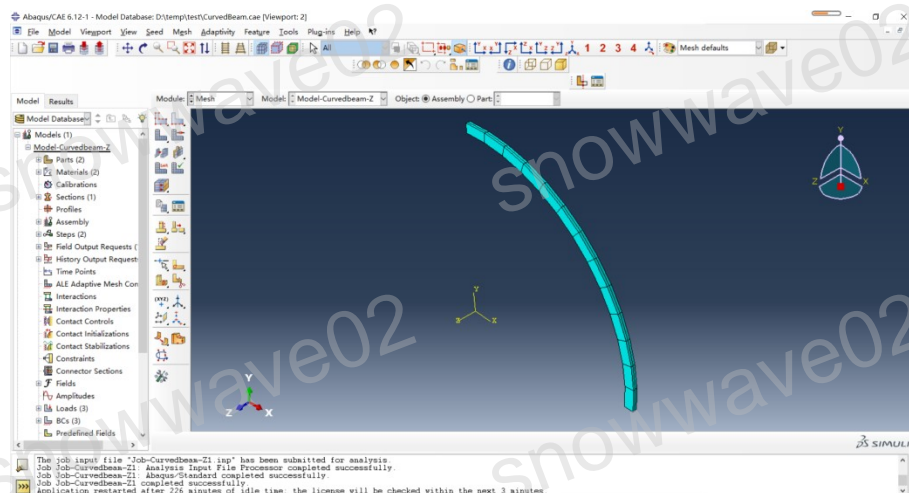 Abaqus/CAE 6.12-1 - Model Database: D:\temp\test\CurvedBeam.cae [Viewport: 2]
File Model Viewport View Seed Mesh Adaptivity Feature Tools Plug-ins Help
All
1 2 3 4
Mesh defaults
Model Results
Module: Mesh Model: Model-Curvedbeam-Z Object: Assembly Part:
Model Database
Models (1)
Model-Curvedbeam-Z
Parts (2)
Materials (2)
Calibrations
Sections (1)
Profiles
Assembly
Steps (2)
Field Output Requests (
History Output Request
Time Points
ALE Adaptive Mesh Con
Interactions
Interaction Properties
Contact Controls
Contact Initializations
Contact Stabilizations
Constraints
Connector Sections
Fields
Amplitudes
Loads (3)
BCs (3)
Predefined Fields
Y
Z
X
Y
Y
Z X
SIMULI
The job input file "Job-Curvedbeam-Z1.inp" has been submitted for analysis.
Job Job-Curvedbeam-Z1: Analysis Input File Processor completed successfully.
Job Job-Curvedbeam-Z1: Abaqus/Standard completed successfully.
Job Job-Curvedbeam-Z1 completed successfully.
Application restarted after 226 minutes of idle time; the license will be checked within the next 3 minutes
snowwave02
snowwave02
snowwave02
snowwave02